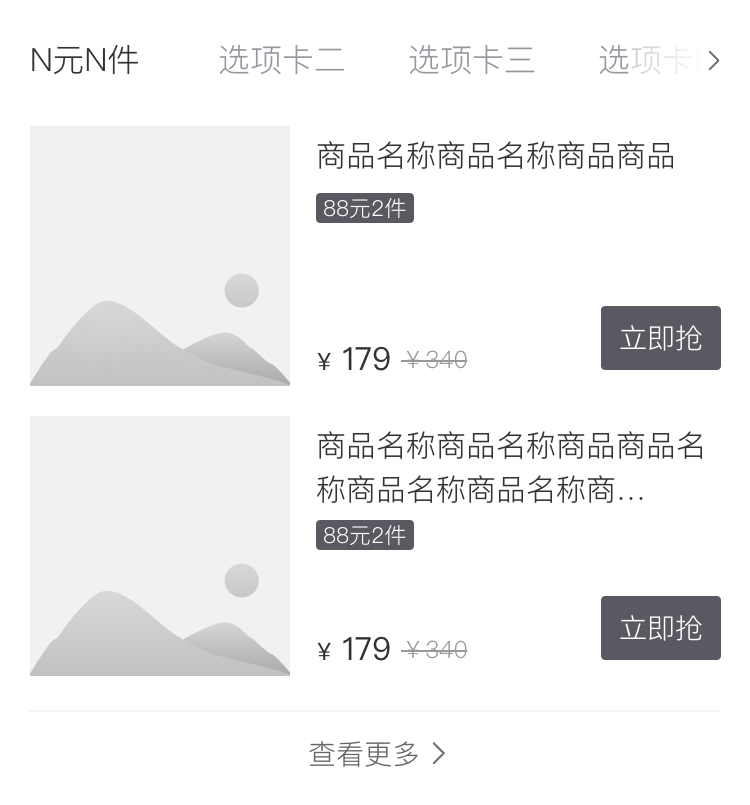 N元N件 选项卡二 选项卡三 选项卡
商品名称商品名称商品商品
88元2件
¥ 179 ¥340 立即抢
商品名称商品名称商品商品名
称商品名称商品名称商...
88元2件
¥ 179 ¥340 立即抢
查看更多